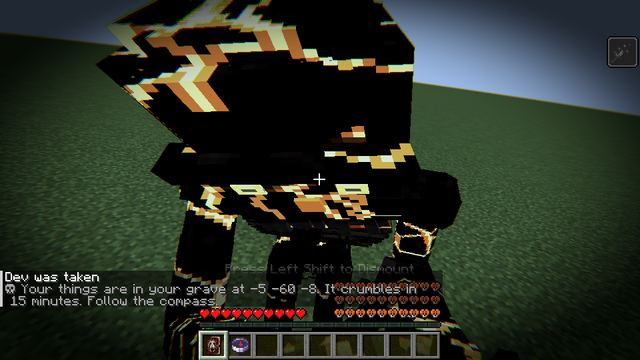 Press Left Shift to Dismount
Dev was taken
☠ Your things are in your grave at -5 -60 -8. It crumbles in
15 minutes. Follow the compass.